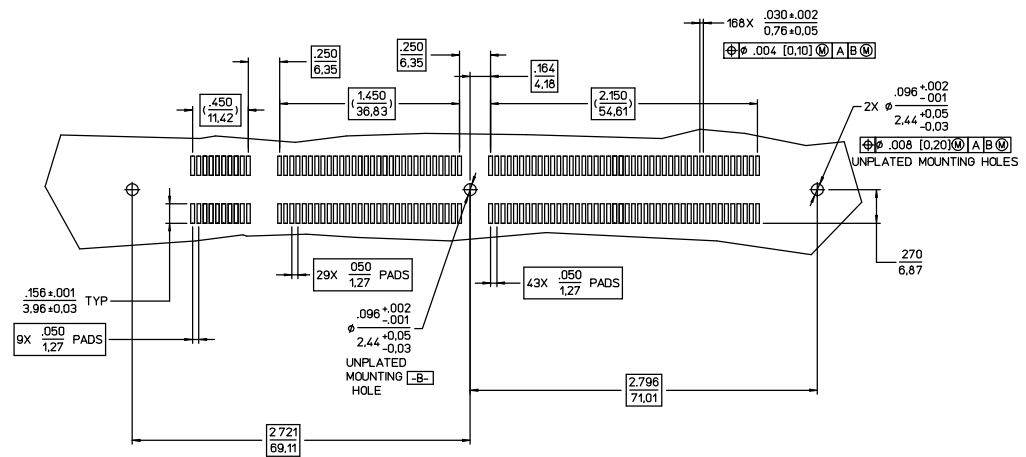 168X .030±.002
0,76±0,05
⌖ ⌀ .004 [0,10] Ⓜ A B Ⓜ
.250
6,35
.250
6,35
.164
4,18
(.450)
11,42
(1.450)
36,83
(2.150)
54,61
2X ⌀ .096 +.002
-.001
2,44 +0,05
-0,03
⌖ ⌀ .008 [0,20] Ⓜ A B Ⓜ
UNPLATED MOUNTING HOLES
29X .050 PADS
1,27
43X .050 PADS
1,27
270
6,87
.156±.001 TYP
3,96±0,03
9X .050 PADS
1,27
⌀ .096 +.002
-.001
2,44 +0,05
-0,03
UNPLATED
MOUNTING -B-
HOLE
2.796
71,01
2 721
69,11